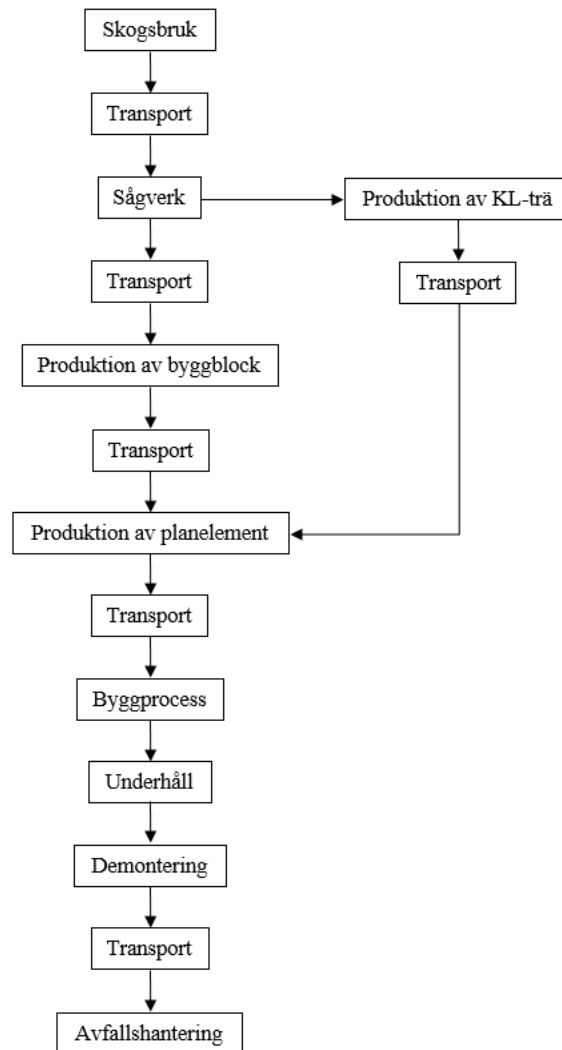 Skogsbruk
Transport
Sågverk
Produktion av KL-trä
Transport
Transport
Produktion av byggblock
Transport
Produktion av planelement
Transport
Byggprocess
Underhåll
Demontering
Transport
Avfallshantering